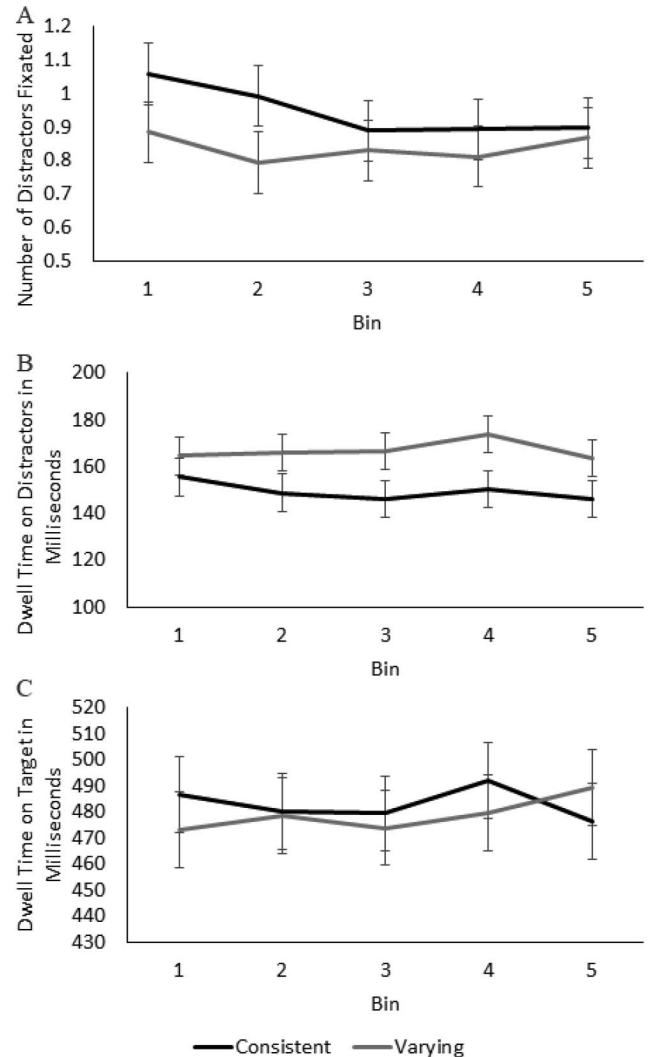 A
Number of Distractors Fixated
1.2
1.1
1
0.9
0.8
0.7
0.6
0.5
1 2 3 4 5
Bin
B
Dwell Time on Distractors in
Milliseconds
200
180
160
140
120
100
1 2 3 4 5
Bin
C
Dwell Time on Target in
Milliseconds
520
510
500
490
480
470
460
450
440
430
1 2 3 4 5
Bin
Consistent Varying